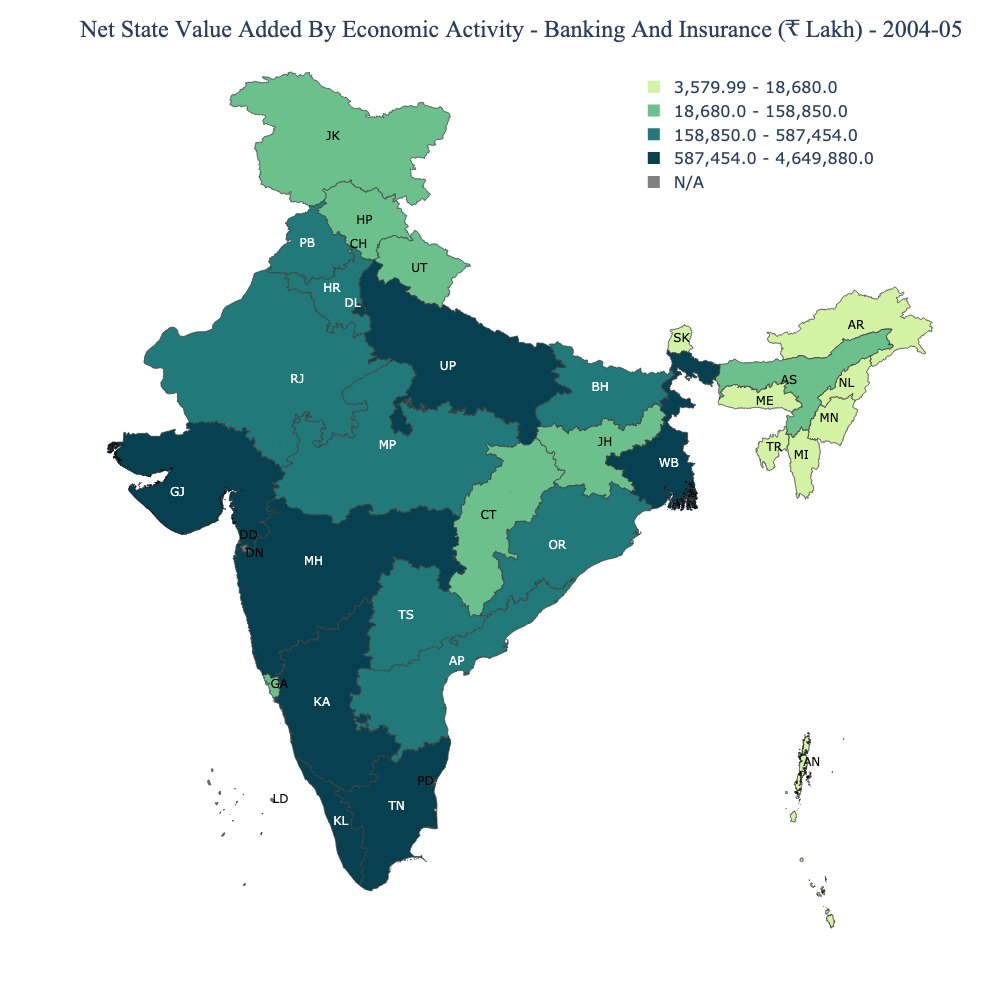 Net State Value Added By Economic Activity - Banking And Insurance (₹ Lakh) - 2004-05
3,579.99 - 18,680.0
18,680.0 - 158,850.0
158,850.0 - 587,454.0
587,454.0 - 4,649,880.0
N/A
JK
HP
PB
CH
UT
HR
DL
AR
SK
UP
RJ
AS
NL
BH
ME
MN
JH
MP
TR
MI
WB
GJ
CT
DD
OR
DN
MH
TS
AP
GA
KA
AN
PD
LD
TN
KL